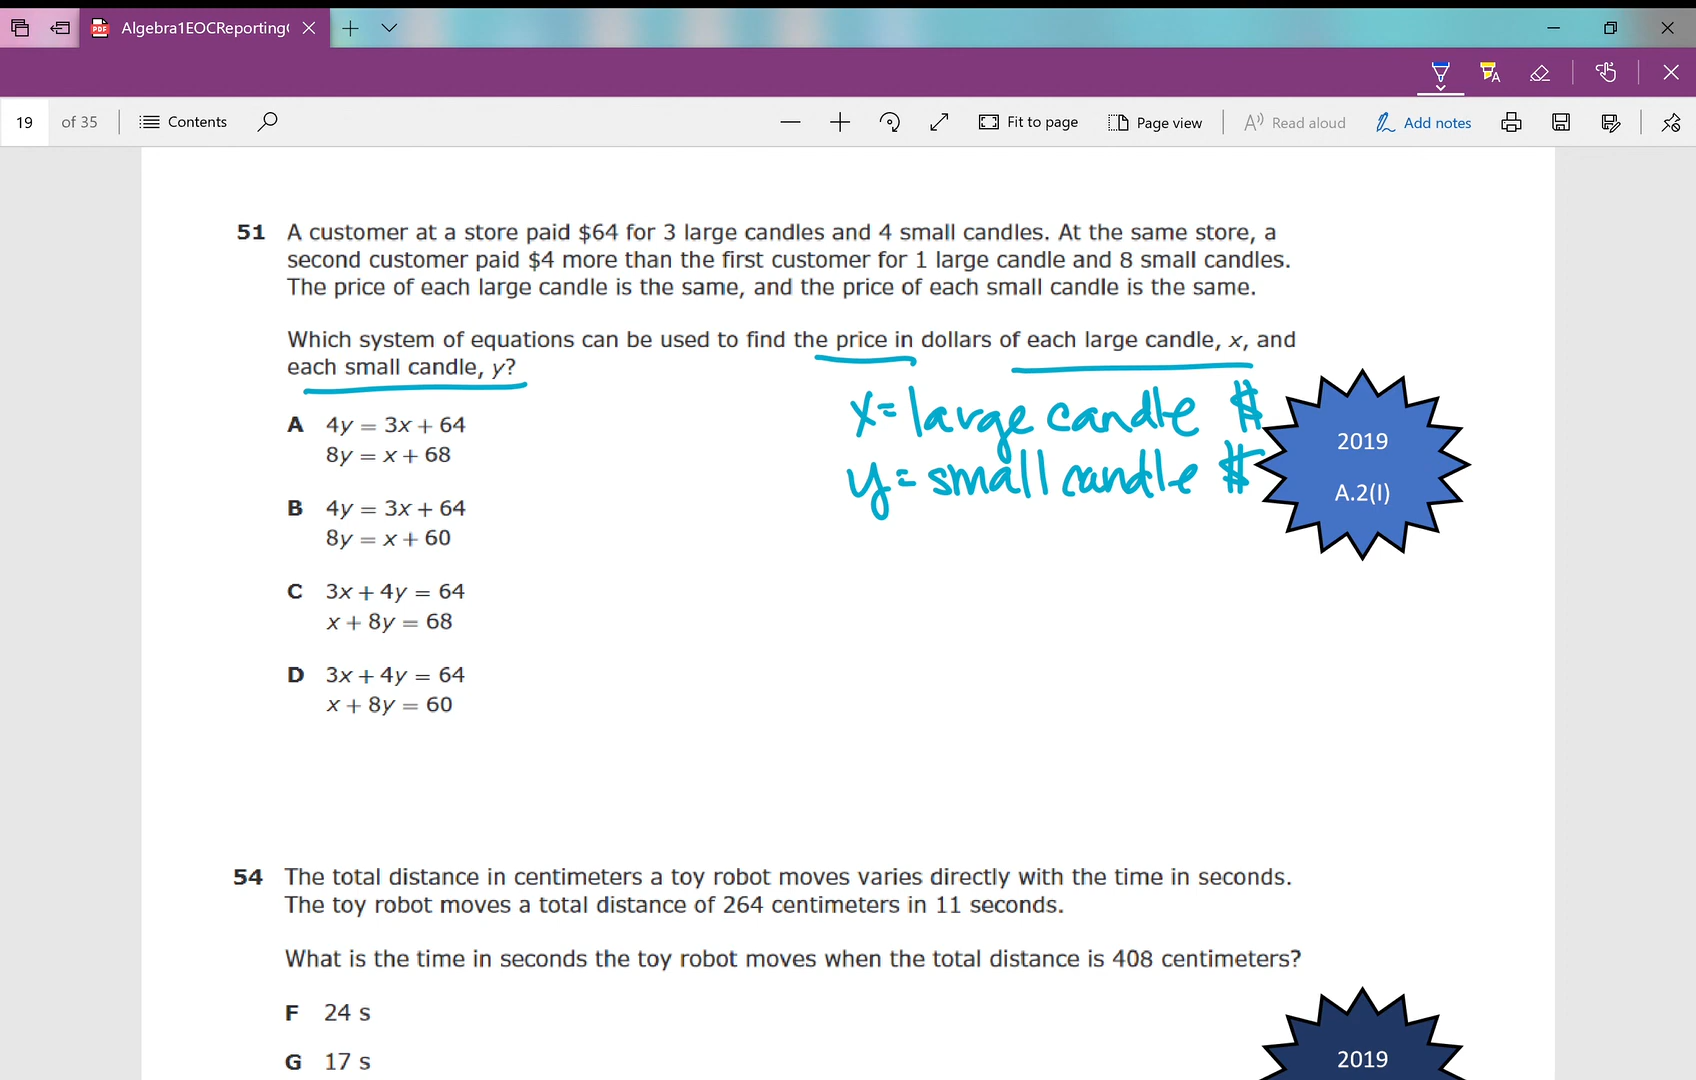 Algebra1EOCReporting
19 of 35 Contents Fit to page Page view Read aloud Add notes
51 A customer at a store paid $64 for 3 large candles and 4 small candles. At the same store, a
second customer paid $4 more than the first customer for 1 large candle and 8 small candles.
The price of each large candle is the same, and the price of each small candle is the same.
Which system of equations can be used to find the price in dollars of each large candle, x, and
each small candle, y?
x = large candle $
y = small candle $
2019
A.2(I)
A 4y = 3x + 64
8y = x + 68
B 4y = 3x + 64
8y = x + 60
C 3x + 4y = 64
x + 8y = 68
D 3x + 4y = 64
x + 8y = 60
54 The total distance in centimeters a toy robot moves varies directly with the time in seconds.
The toy robot moves a total distance of 264 centimeters in 11 seconds.
What is the time in seconds the toy robot moves when the total distance is 408 centimeters?
F 24 s
G 17 s
2019